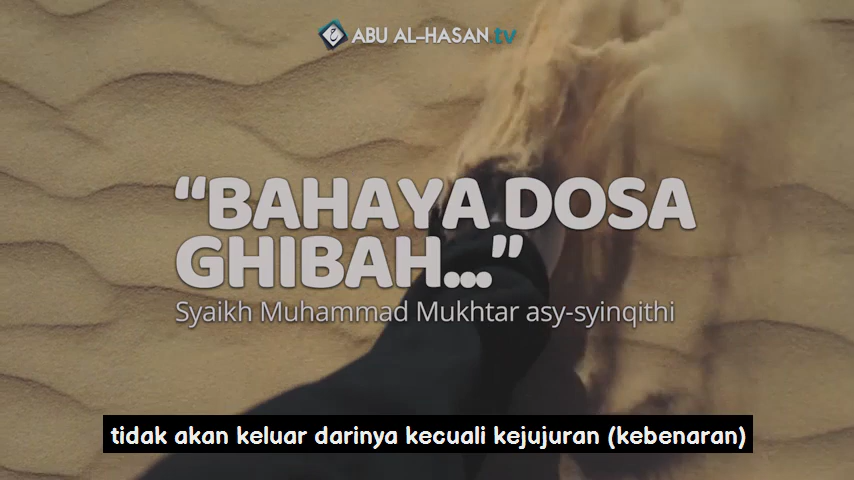 ABU AL-HASAN.tv
“BAHAYA DOSA
GHIBAH...”
Syaikh Muhammad Mukhtar asy-syinqithi
tidak akan keluar darinya kecuali kejujuran (kebenaran)